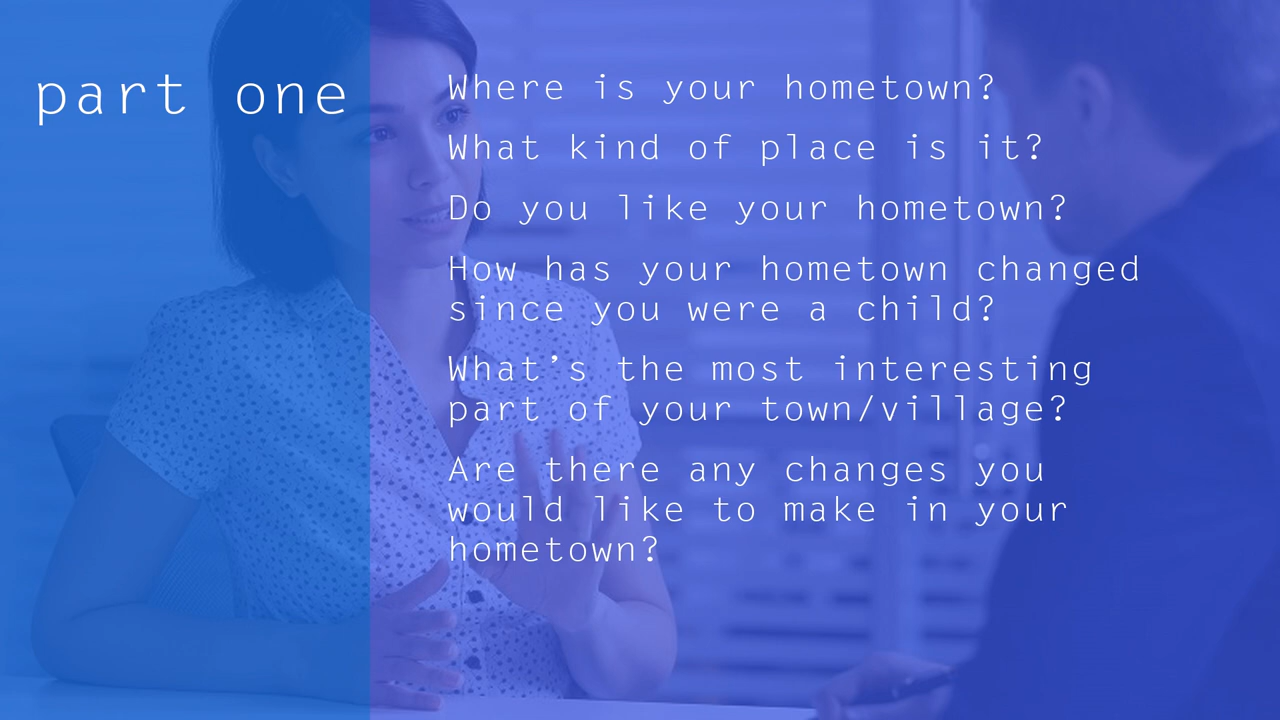 part one
Where is your hometown?
What kind of place is it?
Do you like your hometown?
How has your hometown changed
since you were a child?
What’s the most interesting
part of your town/village?
Are there any changes you
would like to make in your
hometown?